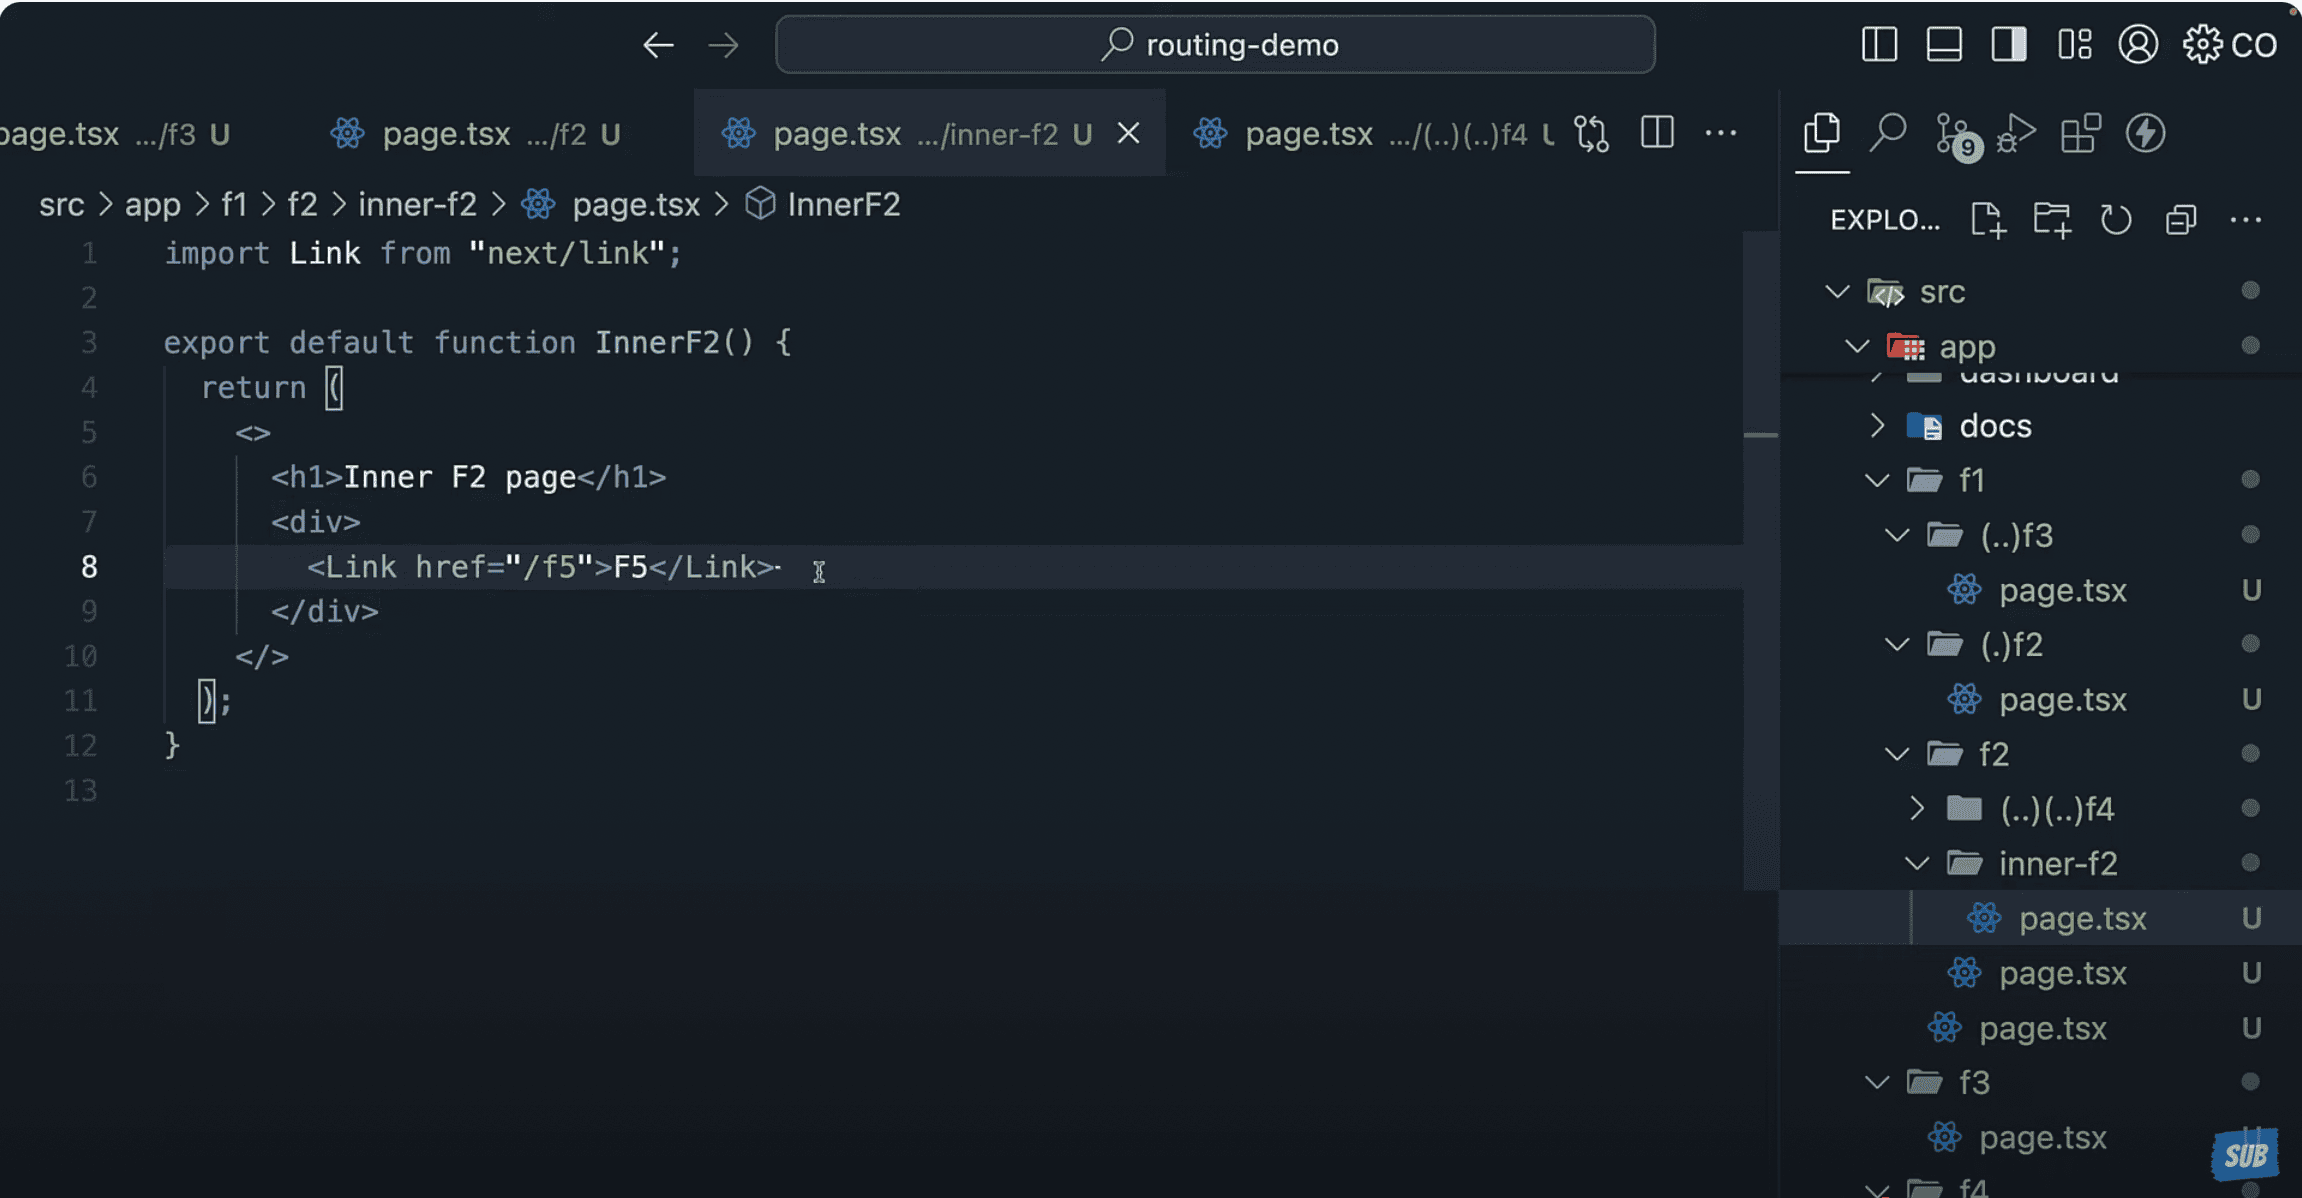 routing-demo
CO
page.tsx .../f3 U
page.tsx .../f2 U
page.tsx .../inner-f2 U
page.tsx .../(..)(..)f4 U
9
src > app > f1 > f2 > inner-f2 > page.tsx > InnerF2
EXPLO...
1 import Link from "next/link";
2
3 export default function InnerF2() {
4 return (
5 <>
6 <h1>Inner F2 page</h1>
7 <div>
8 <Link href="/f5">F5</Link>
9 </div>
10 </>
11 );
12 }
13
src
app
dashboard
docs
f1
(..)f3
page.tsx U
(.)f2
page.tsx U
f2
(..)(..)f4
inner-f2
page.tsx U
page.tsx U
page.tsx U
f3
page.tsx U
f4
SUB